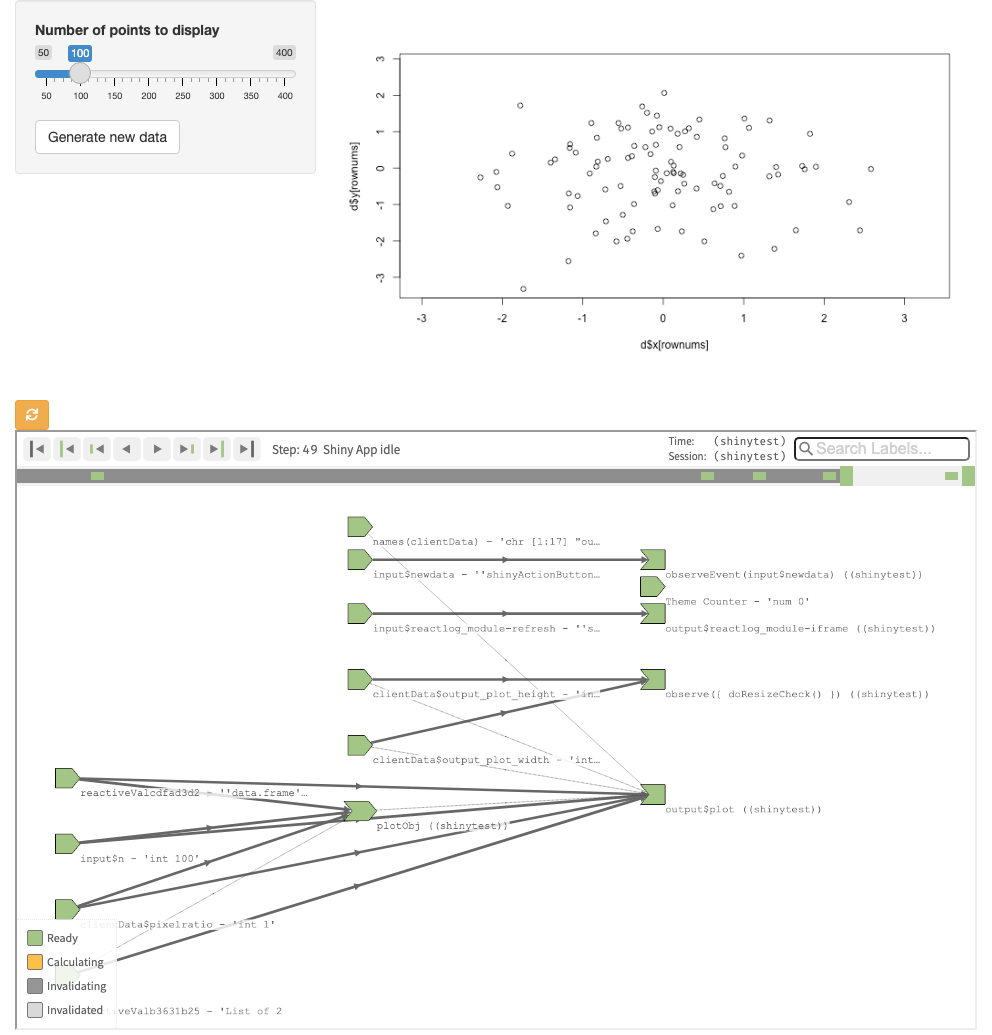 Number of points to display
50 100 400
50 100 150 200 250 300 350 400
Generate new data
3
2
1
0
-1
-2
-3
d$y[rownums]
-3 -2 -1 0 1 2 3
d$x[rownums]
Step: 49 Shiny App idle
Time: (shinytest)
Session: (shinytest)
Search Labels...
names(clientData) – 'chr [1:17] "ou…
input$newdata – ''shinyActionButton…
observeEvent(input$newdata) ((shinytest))
Theme Counter – 'num 0'
input$reactlog_module-refresh – ''s…
output$reactlog_module-iframe ((shinytest))
clientData$output_plot_height – 'in…
observe({ doResizeCheck() }) ((shinytest))
clientData$output_plot_width – 'int…
reactiveValcdfad3d2 – ''data.frame'…
output$plot ((shinytest))
plotObj ((shinytest))
input$n – 'int 100'
clientData$pixelratio – 'int 1'
Ready
Calculating
Invalidating
Invalidated
iveValb3631b25 – 'List of 2